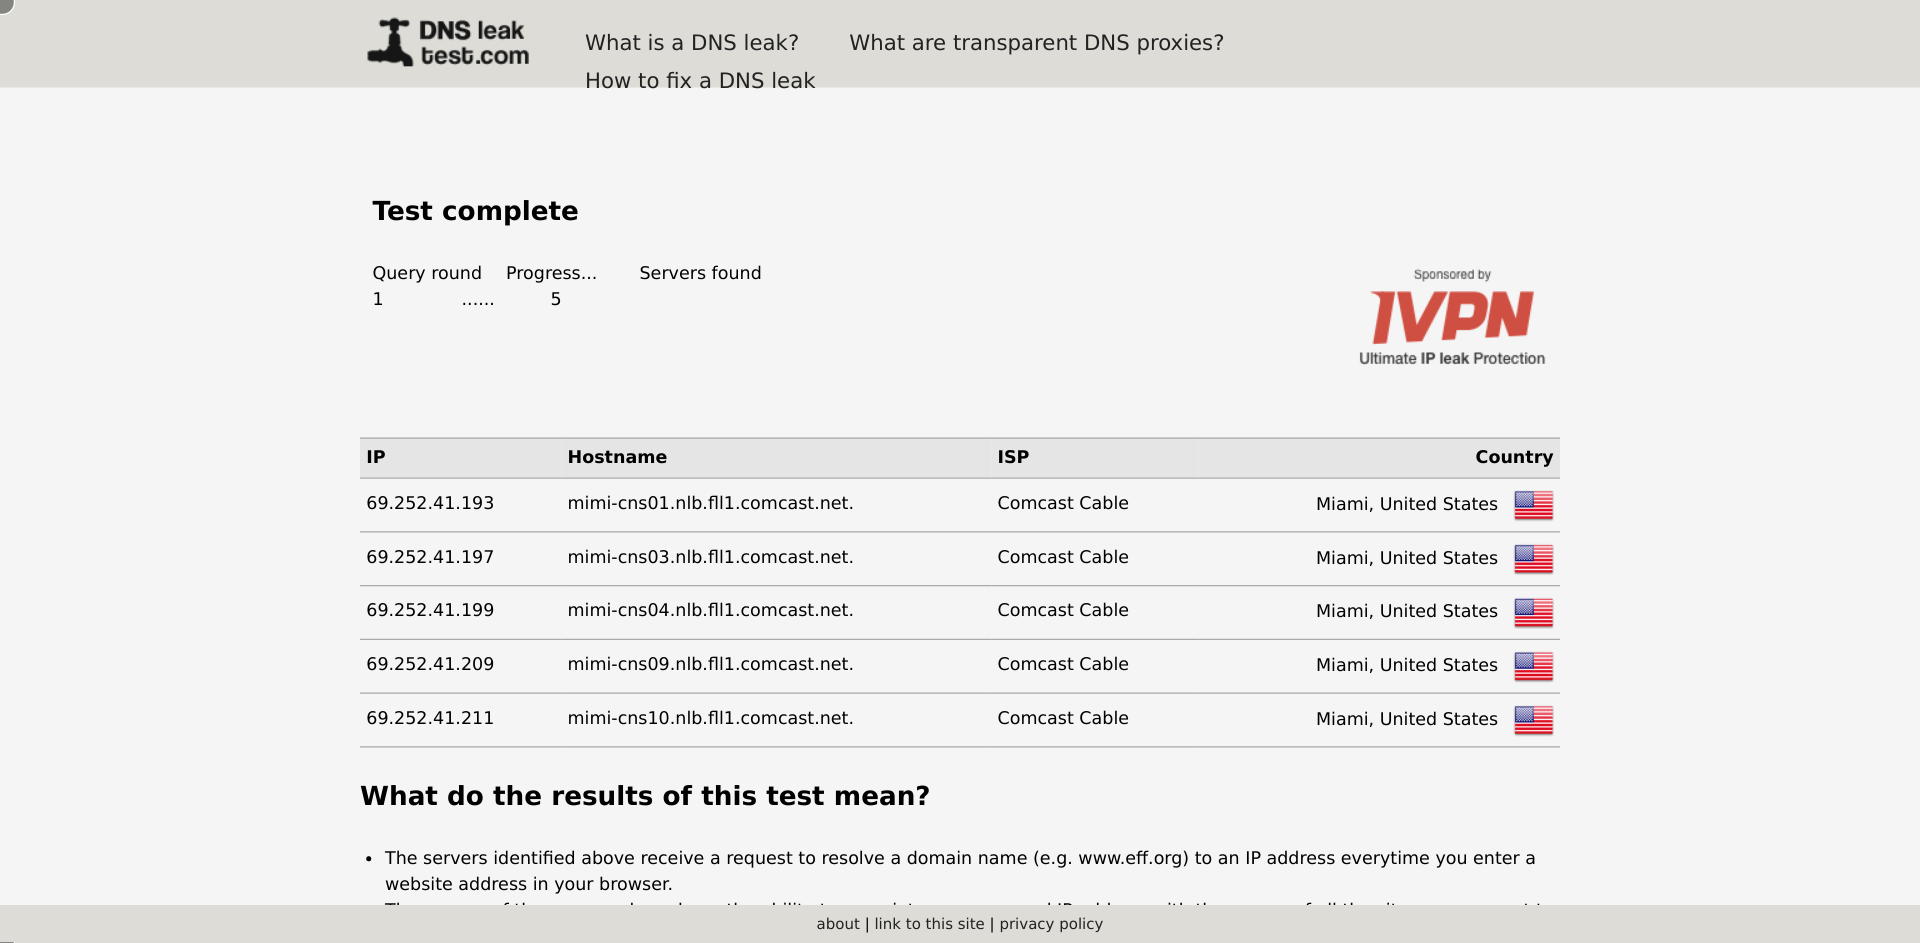 DNS leak
test.com
What is a DNS leak? What are transparent DNS proxies?
How to fix a DNS leak
Test complete
Query round Progress... Servers found
1 ...... 5
Sponsored by
IVPN
Ultimate IP leak Protection
IP Hostname ISP Country
69.252.41.193 mimi-cns01.nlb.fll1.comcast.net. Comcast Cable Miami, United States
69.252.41.197 mimi-cns03.nlb.fll1.comcast.net. Comcast Cable Miami, United States
69.252.41.199 mimi-cns04.nlb.fll1.comcast.net. Comcast Cable Miami, United States
69.252.41.209 mimi-cns09.nlb.fll1.comcast.net. Comcast Cable Miami, United States
69.252.41.211 mimi-cns10.nlb.fll1.comcast.net. Comcast Cable Miami, United States
What do the results of this test mean?
• The servers identified above receive a request to resolve a domain name (e.g. www.eff.org) to an IP address everytime you enter a
website address in your browser.
about | link to this site | privacy policy